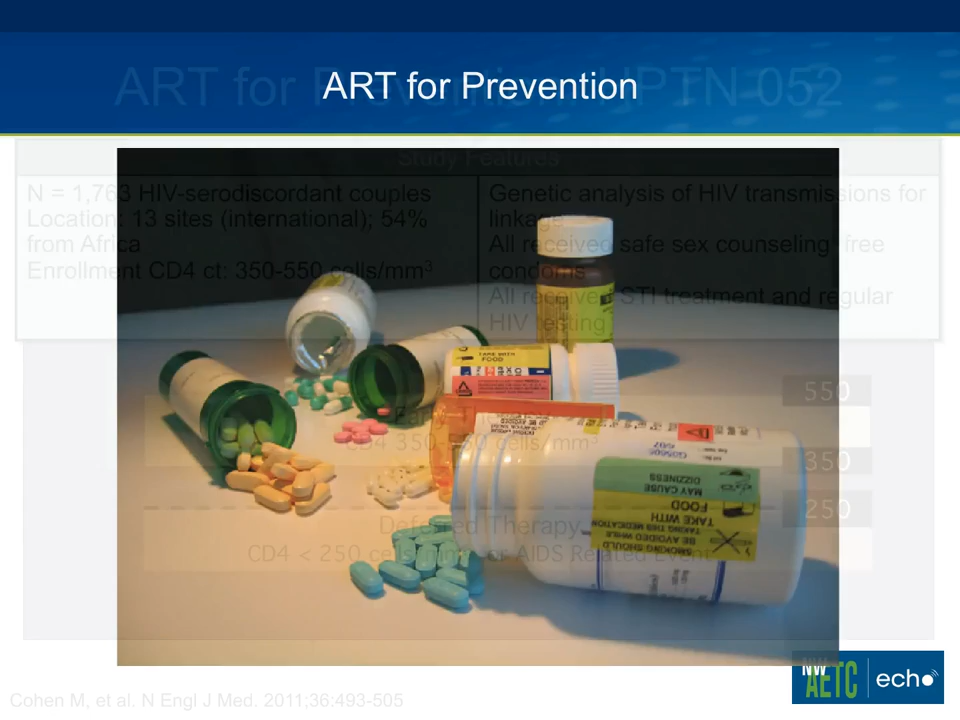 ART for Prevention: HPTN 052
ART for Prevention
Study Features
N = 1,763 HIV-serodiscordant couples
Location: 13 sites (international); 54%
from Africa
Enrollment CD4 ct: 350-550 cells/mm³
Genetic analysis of HIV transmissions for
linkage
All received safe sex counseling, free
condoms
All received STI treatment and regular
HIV testing
TAKE WITH
FOOD
550
Early Therapy
CD4 350-550 cells/mm³
350
250
MAY CAUSE
DIZZINESS
TAKE WITH
FOOD
SMOKING SHOULD
BE AVOIDED WHILE
TAKING THIS MEDICATION
Deferred Therapy
CD4 < 250 cells/mm³ or AIDS Related Event
NW
AETC
echo
Cohen M, et al. N Engl J Med. 2011;36:493-505